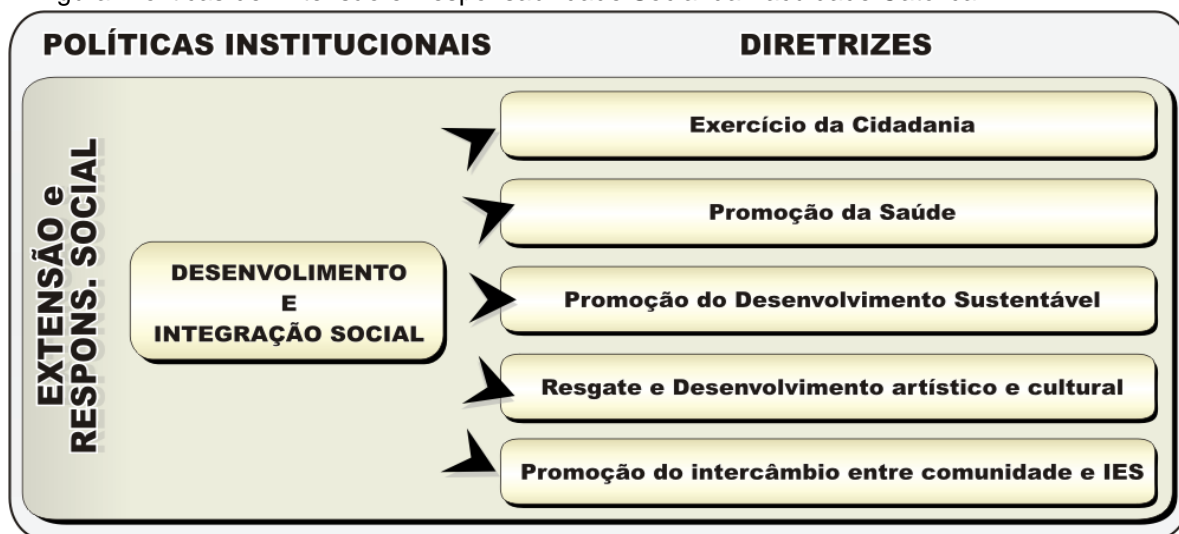 POLÍTICAS INSTITUCIONAIS
DIRETRIZES
EXTENSÃO e
RESPONS. SOCIAL
DESENVOLIMENTO
E
INTEGRAÇÃO SOCIAL
Exercício da Cidadania
Promoção da Saúde
Promoção do Desenvolvimento Sustentável
Resgate e Desenvolvimento artístico e cultural
Promoção do intercâmbio entre comunidade e IES